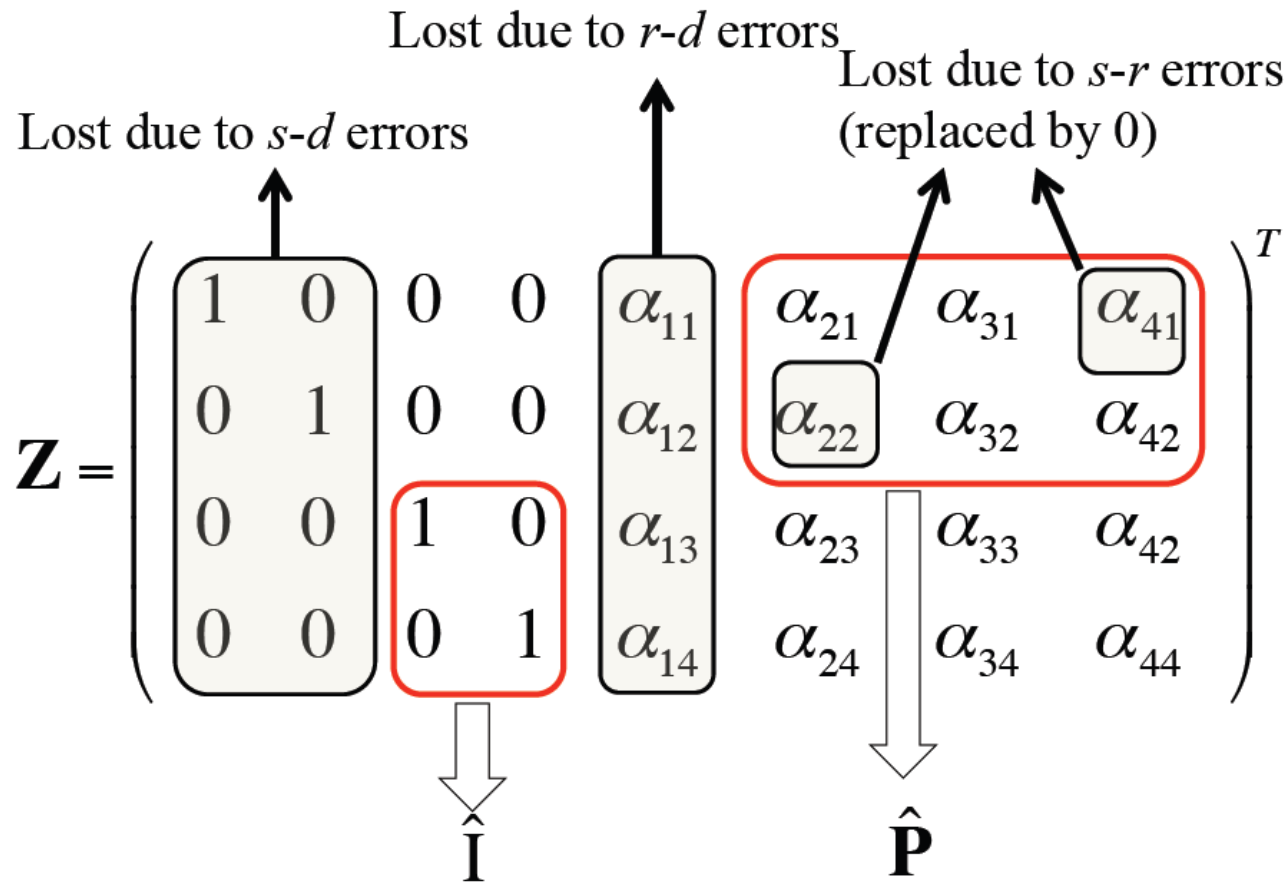 Lost due to r-d errors
Lost due to s-r errors
(replaced by 0)
Lost due to s-d errors
T
1 0 0 0 α11 α21 α31 α41
0 1 0 0 α12 α22 α32 α42
Z =
0 0 1 0 α13 α23 α33 α42
0 0 0 1 α14 α24 α34 α44
Î P̂